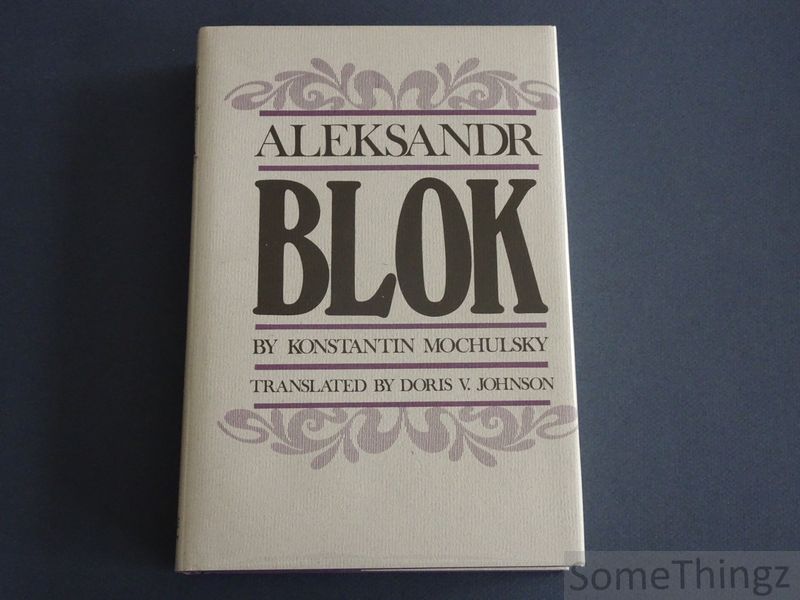 ALEKSANDR
BLOK
BY KONSTANTIN MOCHULSKY
TRANSLATED BY DORIS V. JOHNSON
SomeThingz